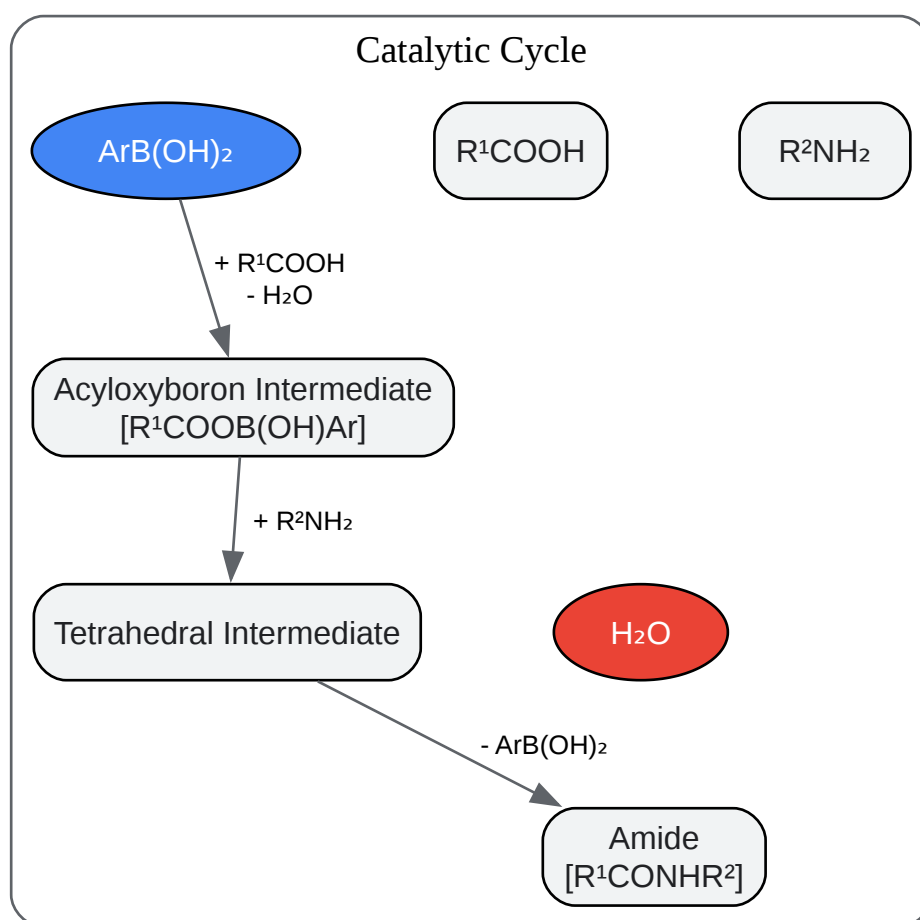 Catalytic Cycle
ArB(OH)₂
R¹COOH
R²NH₂
+ R¹COOH
- H₂O
Acyloxyboron Intermediate
[R¹COOB(OH)Ar]
+ R²NH₂
Tetrahedral Intermediate
H₂O
- ArB(OH)₂
Amide
[R¹CONHR²]